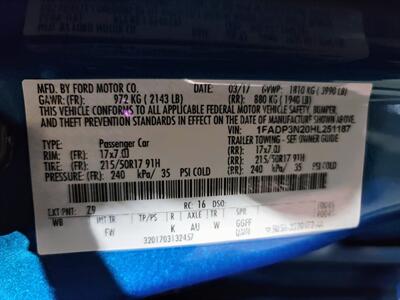 MFD. BY FORD MOTOR CO.
DATE: 03/17 GVWR: 1810 KG ( 3990 LB)
GAWR: (FR): 972 KG ( 2143 LB) (RR): 880 KG ( 1940 LB)
THIS VEHICLE CONFORMS TO ALL APPLICABLE FEDERAL MOTOR VEHICLE SAFETY, BUMPER,
AND THEFT PREVENTION STANDARDS IN EFFECT ON THE DATE OF MANUFACTURE SHOWN ABOVE.
VIN: 1FADP3N20HL251187
TYPE: Passenger Car TRAILER TOWING - SEE OWNER GUIDE
RIM: (FR): 17x7.0J (RR): 17x7.0J
TIRE: (FR): 215/50R17 91H (RR): 215/50R17 91H
PRESSURE: (FR): 240 kPa/ 35 PSI COLD (RR): 240 kPa/ 35 PSI COLD
EXT PNT: Z9 RC: 16 DSO:
WB INT TR TP/PS R AXLE TR SPR
FW K AU W GGFF
3201703132457